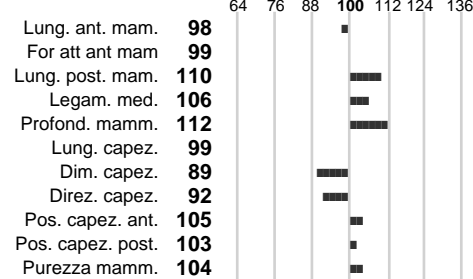 64 76 88 100 112 124 136
Lung. ant. mam. 98
For att ant mam 99
Lung. post. mam. 110
Legam. med. 106
Profond. mamm. 112
Lung. capez. 99
Dim. capez. 89
Direz. capez. 92
Pos. capez. ant. 105
Pos. capez. post. 103
Purezza mamm. 104